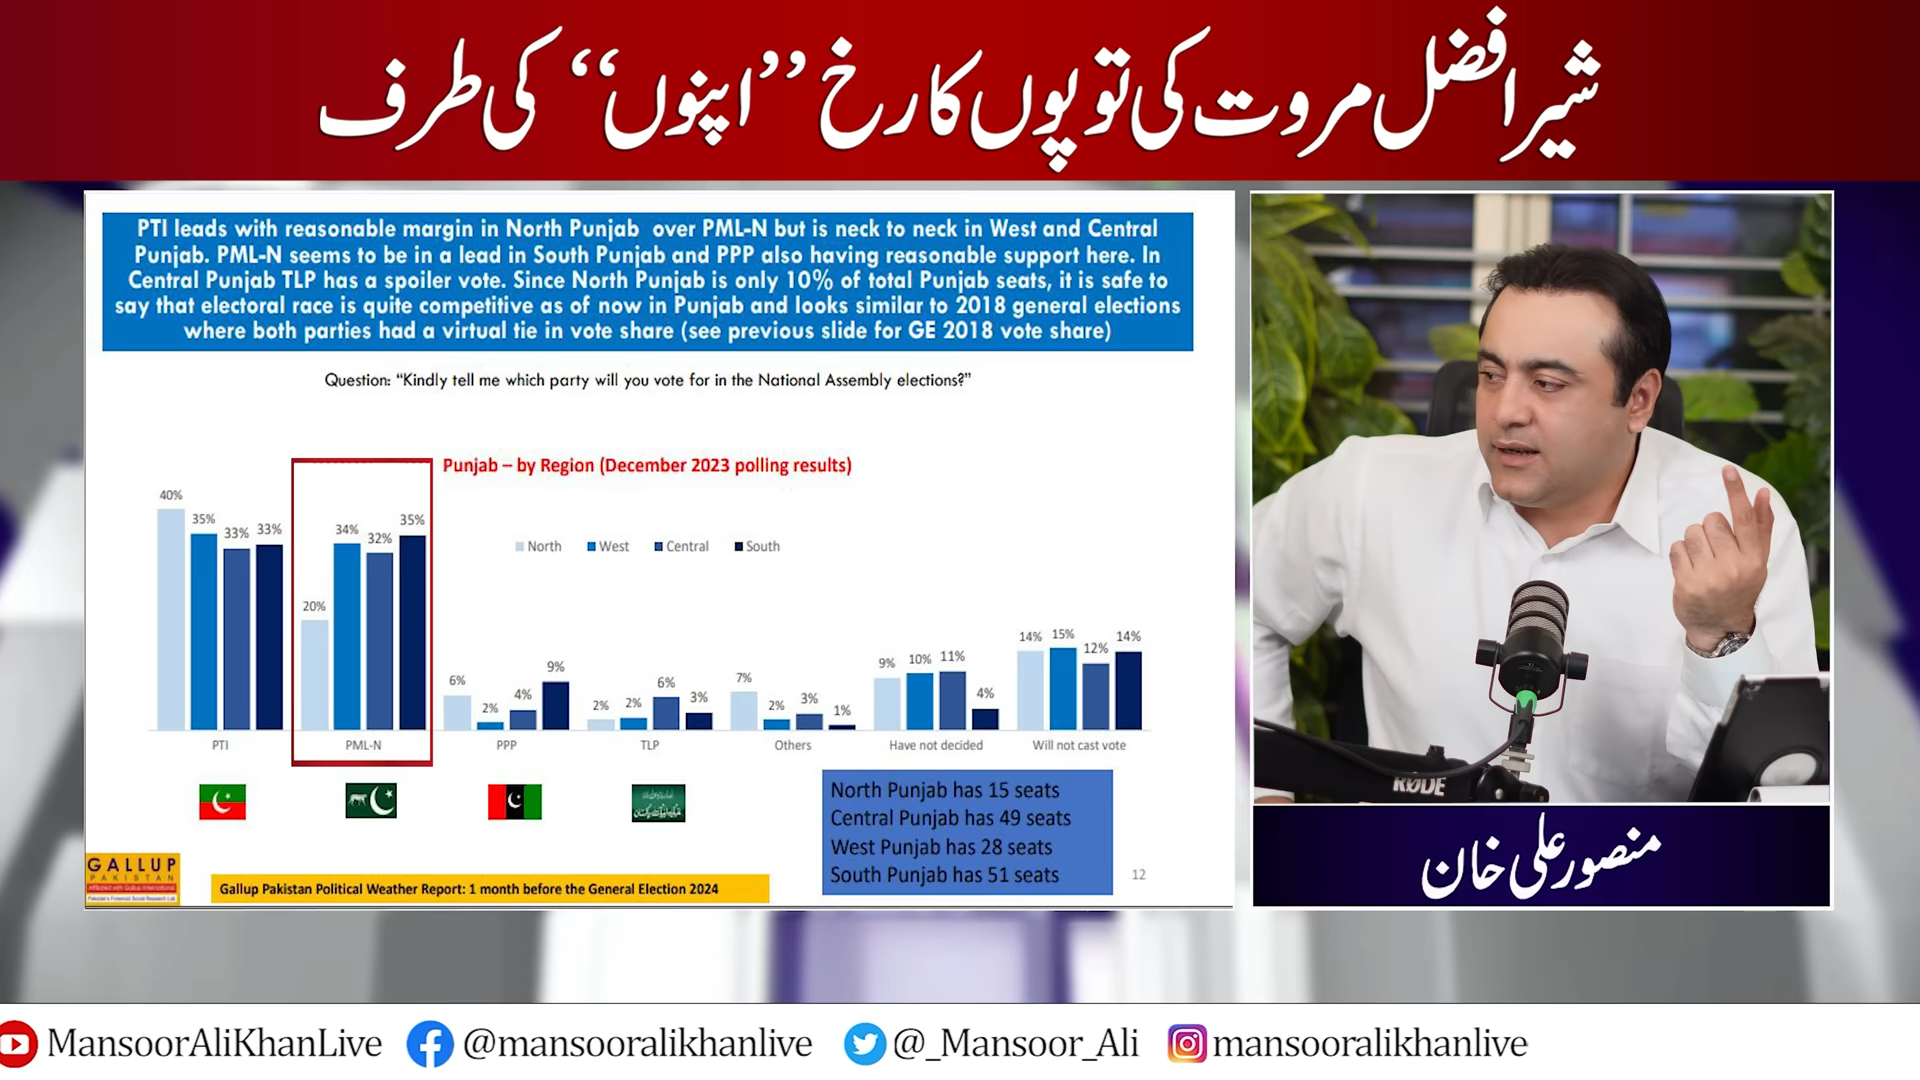 شیر افضل مروت کی توپوں کا رخ ”اپنوں“ کی طرف
PTI leads with reasonable margin in North Punjab over PML-N but is neck to neck in West and Central
Punjab. PML-N seems to be in a lead in South Punjab and PPP also having reasonable support here. In
Central Punjab TLP has a spoiler vote. Since North Punjab is only 10% of total Punjab seats, it is safe to
say that electoral race is quite competitive as of now in Punjab and looks similar to 2018 general elections
where both parties had a virtual tie in vote share (see previous slide for GE 2018 vote share)
Question: “Kindly tell me which party will you vote for in the National Assembly elections?”
Punjab – by Region (December 2023 polling results)
North West Central South
40% 35% 33% 33%
20% 34% 32% 35%
6% 2% 4% 9%
2% 2% 6% 3%
7% 2% 3% 1%
9% 10% 11% 4%
14% 15% 12% 14%
PTI PML-N PPP TLP Others Have not decided Will not cast vote
North Punjab has 15 seats
Central Punjab has 49 seats
West Punjab has 28 seats
South Punjab has 51 seats
12
GALLUP
PAKISTAN
Gallup Pakistan Political Weather Report: 1 month before the General Election 2024
RØDE
منصور علی خان
MansoorAliKhanLive @mansooralikhanlive @_Mansoor_Ali mansooralikhanlive